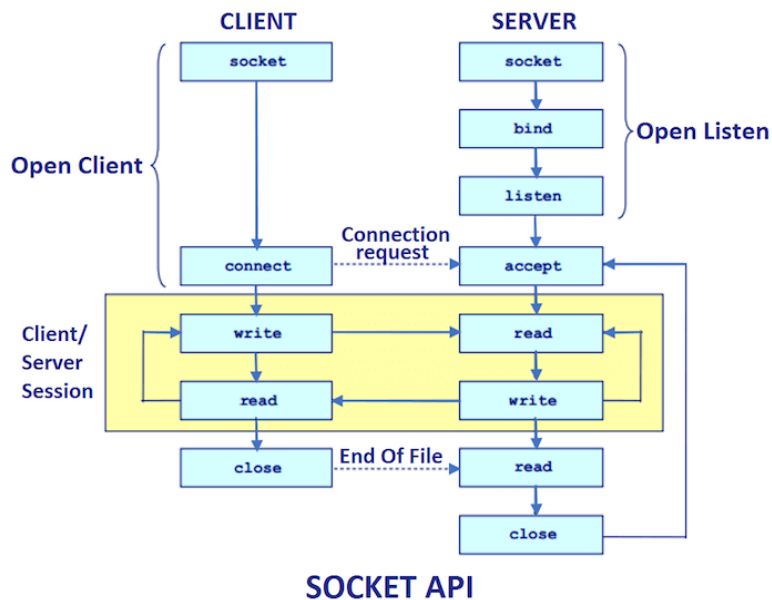 CLIENT
SERVER
socket
socket
Open Client
bind
Open Listen
listen
Connection
request
connect
accept
Client/
Server
Session
write
read
read
write
close
End Of File
read
close
SOCKET API